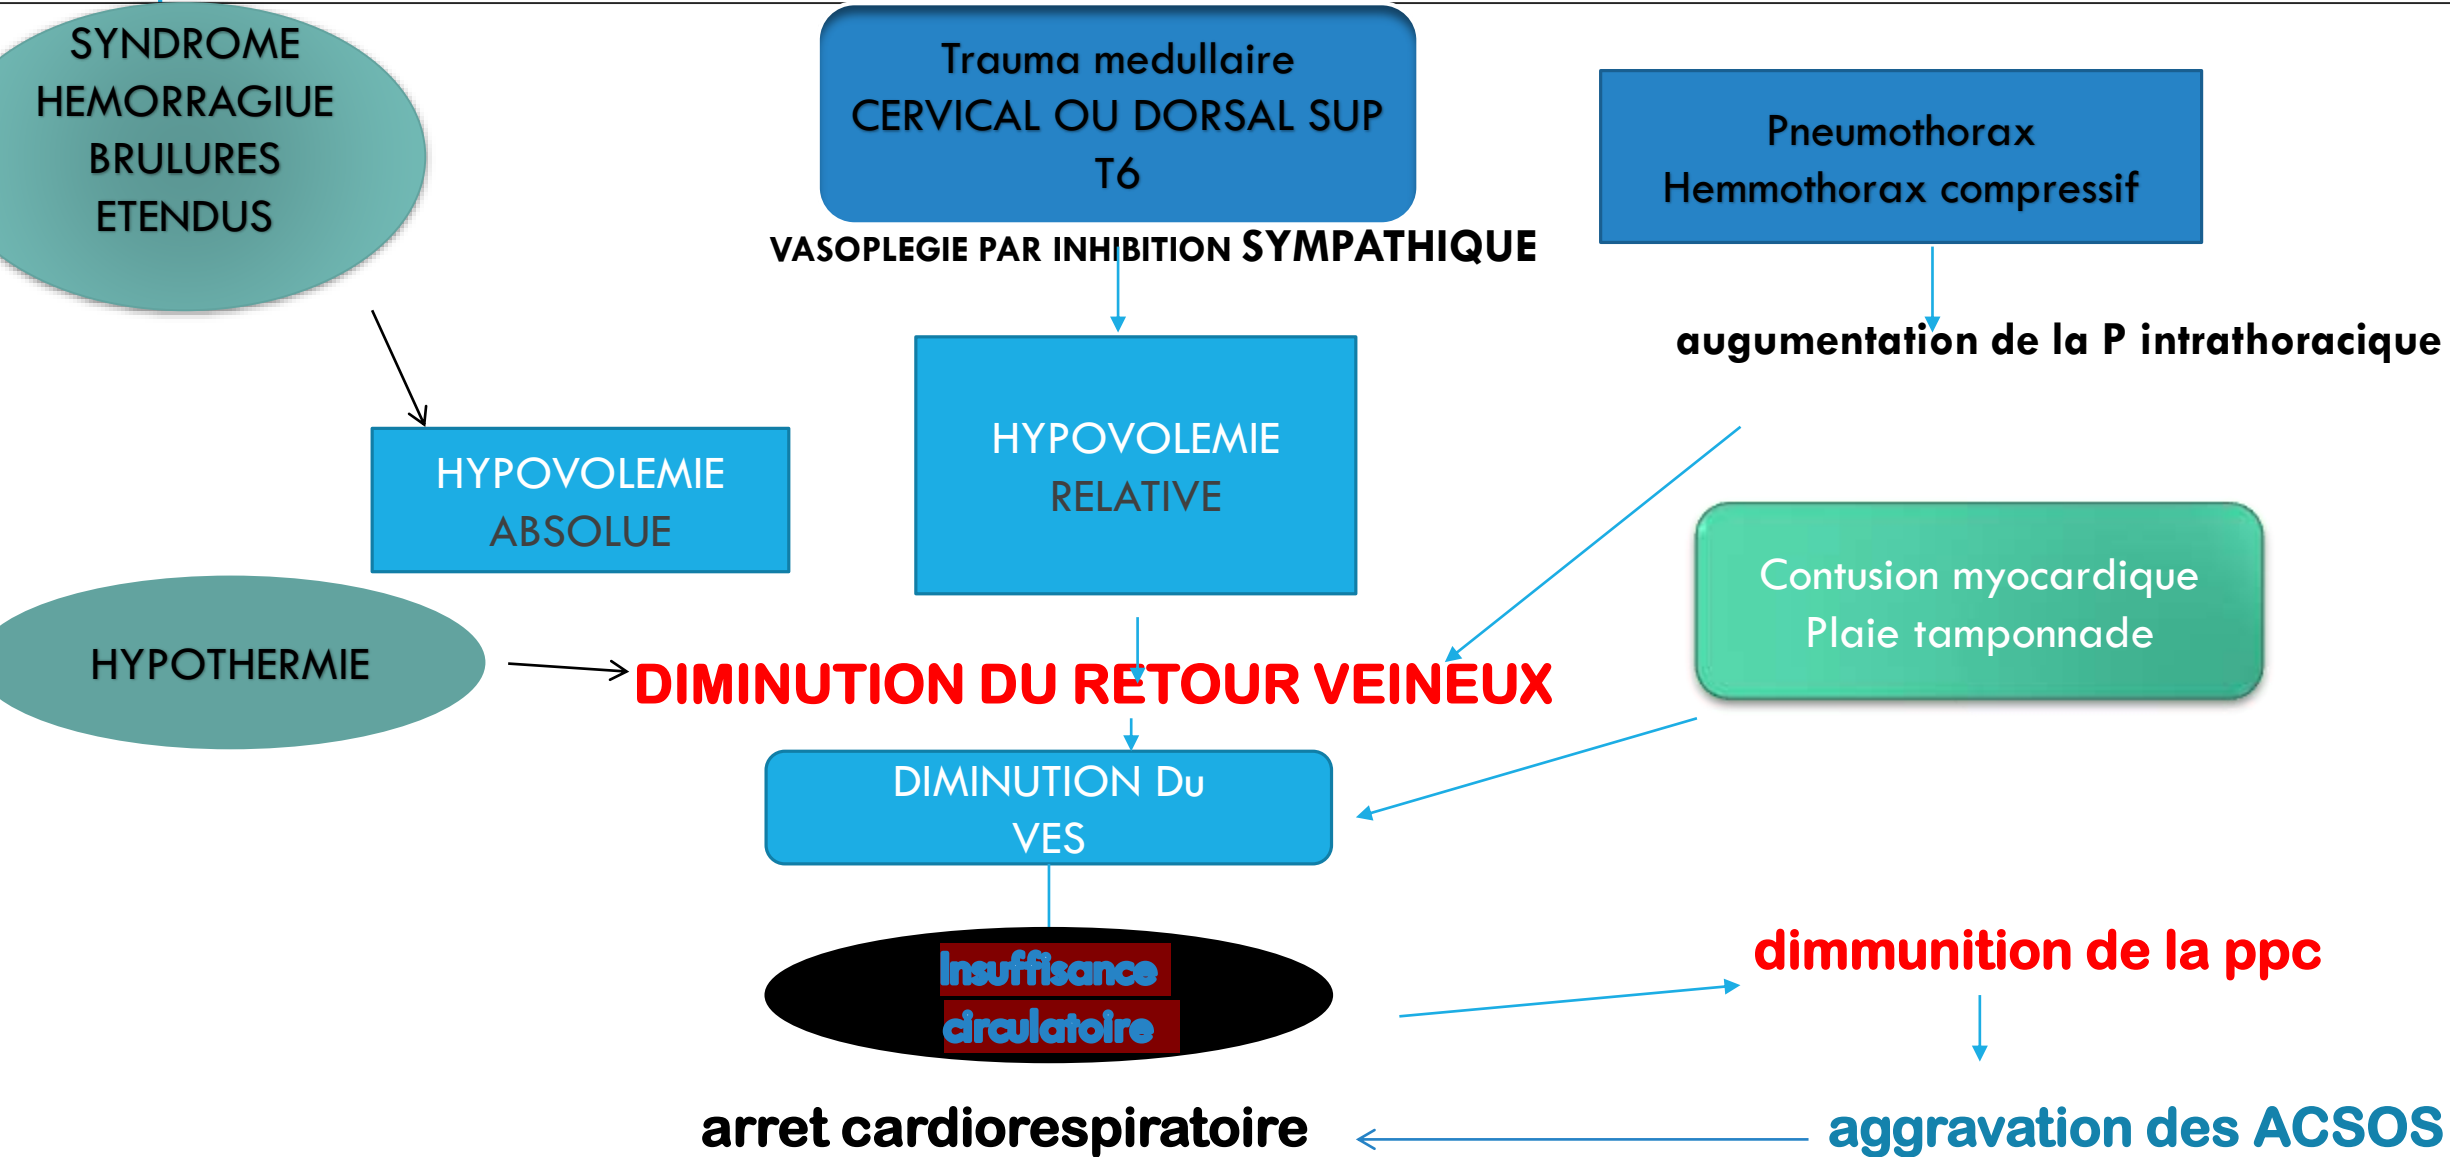 SYNDROME
HEMORRAGIUE
BRULURES
ETENDUS
Trauma medullaire
CERVICAL OU DORSAL SUP
T6
Pneumothorax
Hemmothorax compressif
VASOPLEGIE PAR INHIBITION SYMPATHIQUE
augumentation de la P intrathoracique
HYPOVOLEMIE
ABSOLUE
HYPOVOLEMIE
RELATIVE
Contusion myocardique
Plaie tamponnade
HYPOTHERMIE
DIMINUTION DU RETOUR VEINEUX
DIMINUTION Du
VES
Insuffisance
circulatoire
dimmunition de la ppc
arret cardiorespiratoire
aggravation des ACSOS